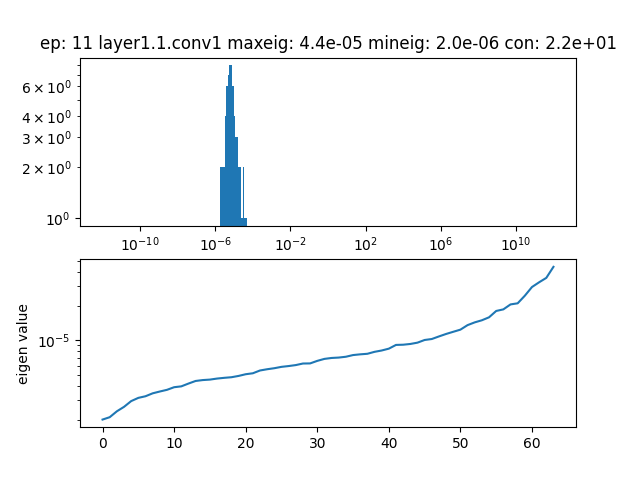 ep: 11 layer1.1.conv1 maxeig: 4.4e-05 mineig: 2.0e-06 con: 2.2e+01
6 × 10⁰
4 × 10⁰
3 × 10⁰
2 × 10⁰
10⁰
10⁻¹⁰ 10⁻⁶ 10⁻² 10² 10⁶ 10¹⁰
eigen value
10⁻⁵
0 10 20 30 40 50 60